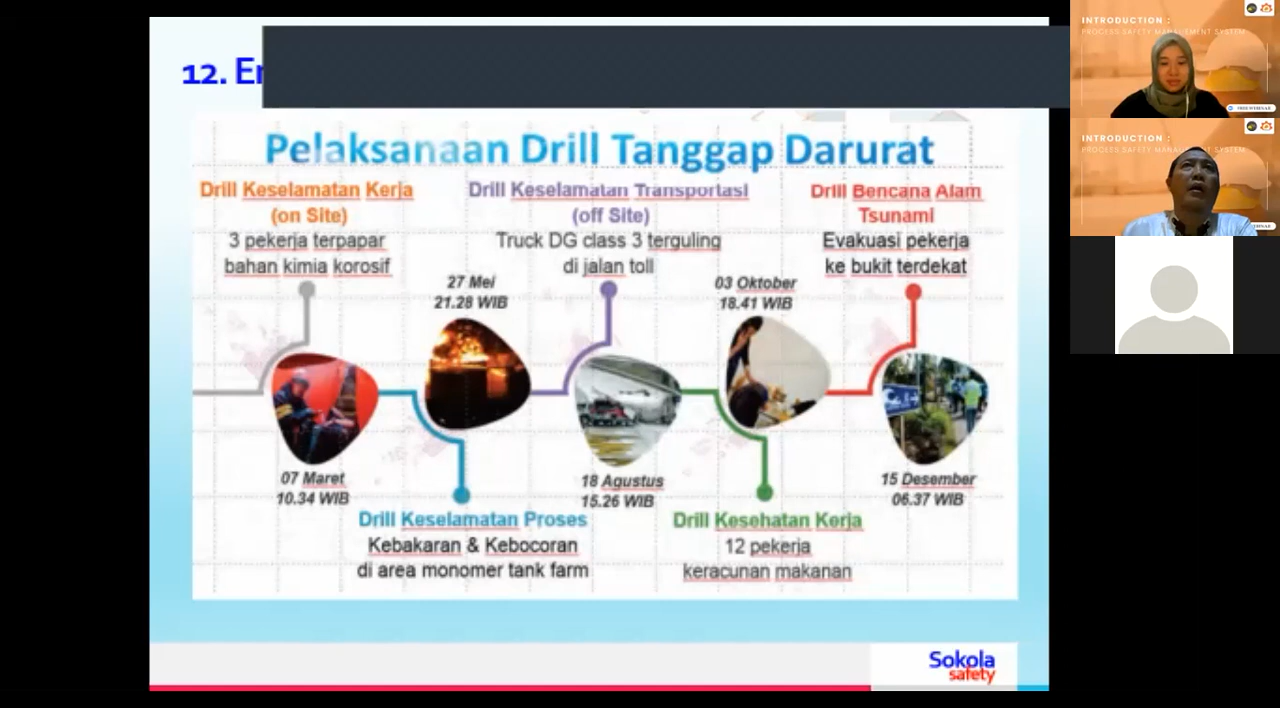 12. Em
Pelaksanaan Drill Tanggap Darurat
Drill Keselamatan Kerja
(on Site)
3 pekerja terpapar
bahan kimia korosif
07 Maret
10.34 WIB
27 Mei
21.28 WIB
Drill Keselamatan Proses
Kebakaran & Kebocoran
di area monomer tank farm
Drill Keselamatan Transportasi
(off Site)
Truck DG class 3 terguling
di jalan toll
18 Agustus
15.26 WIB
03 Oktober
18.41 WIB
Drill Kesehatan Kerja
12 pekerja
keracunan makanan
Drill Bencana Alam
Tsunami
Evakuasi pekerja
ke bukit terdekat
15 Desember
06.37 WIB
Sokola
safety
INTRODUCTION :
PROCESS SAFETY MANAGEMENT SYSTEM
FREE WEBINAR
INTRODUCTION :
PROCESS SAFETY MANAGEMENT SYSTEM